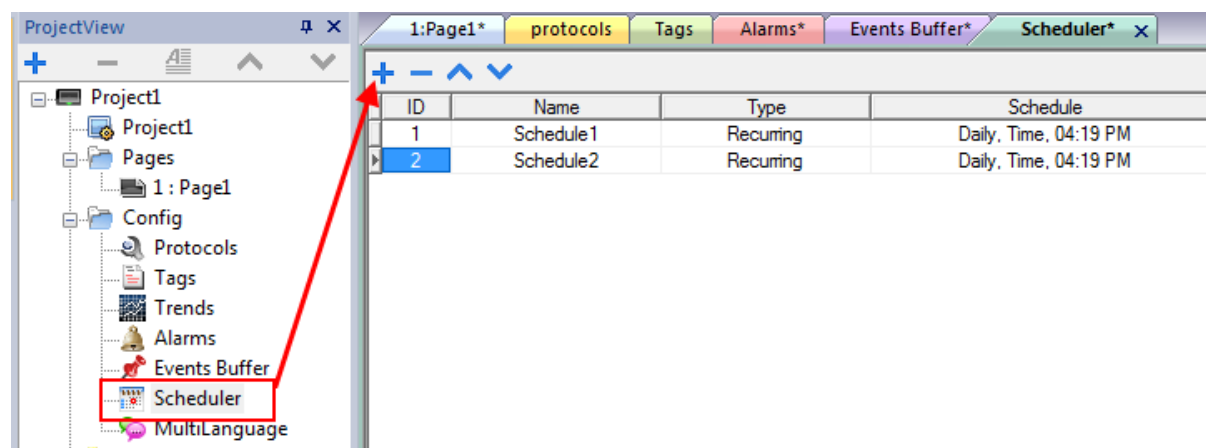 ProjectView
Project1
Project1
Pages
1 : Page1
Config
Protocols
Tags
Trends
Alarms
Events Buffer
Scheduler
MultiLanguage
1:Page1* protocols Tags Alarms* Events Buffer* Scheduler*
ID Name Type Schedule
1 Schedule1 Recurring Daily, Time, 04:19 PM
2 Schedule2 Recurring Daily, Time, 04:19 PM